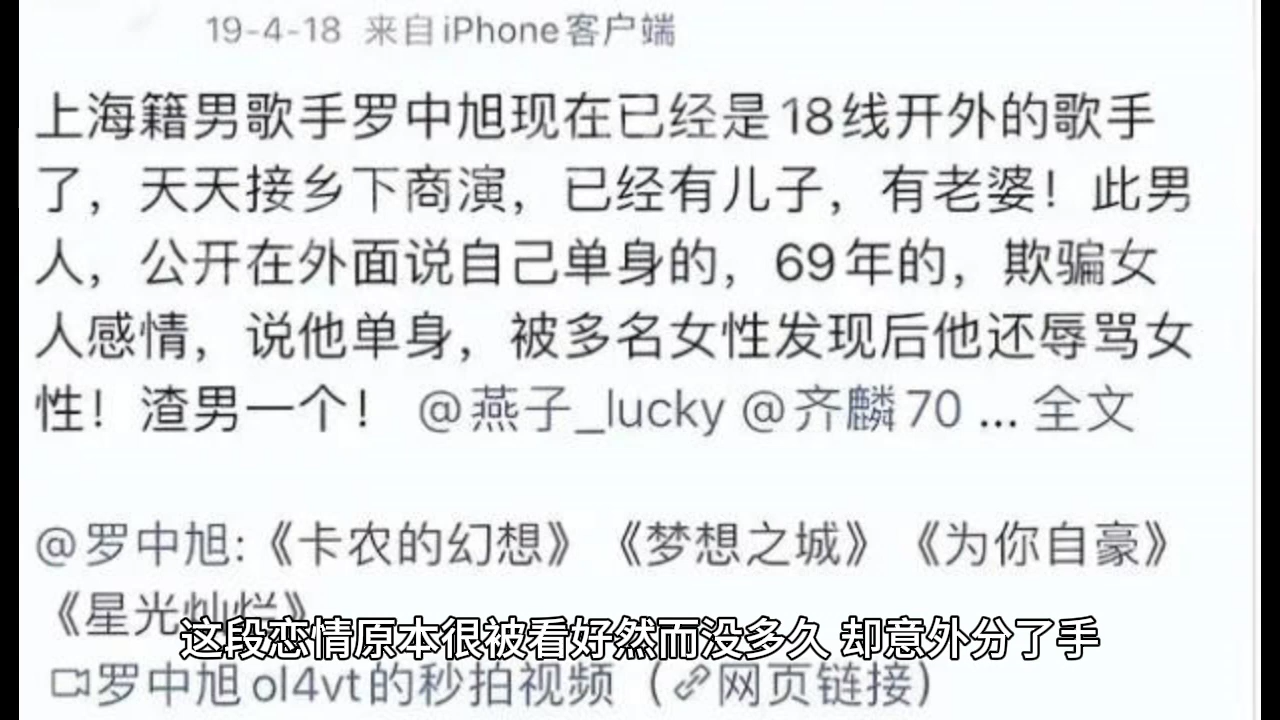 19-4-18 来自iPhone客户端
上海籍男歌手罗中旭现在已经是18线开外的歌手
了，天天接乡下商演，已经有儿子，有老婆！此男
人，公开在外面说自己单身的，69年的，欺骗女
人感情，说他单身，被多名女性发现后他还辱骂女
性！渣男一个！ @燕子_lucky @齐麟70 ... 全文
@罗中旭:《卡农的幻想》《梦想之城》《为你自豪》
《星光灿烂》
这段恋情原本很被看好然而没多久 却意外分了手
罗中旭ol4vt的秒拍视频（网页链接）